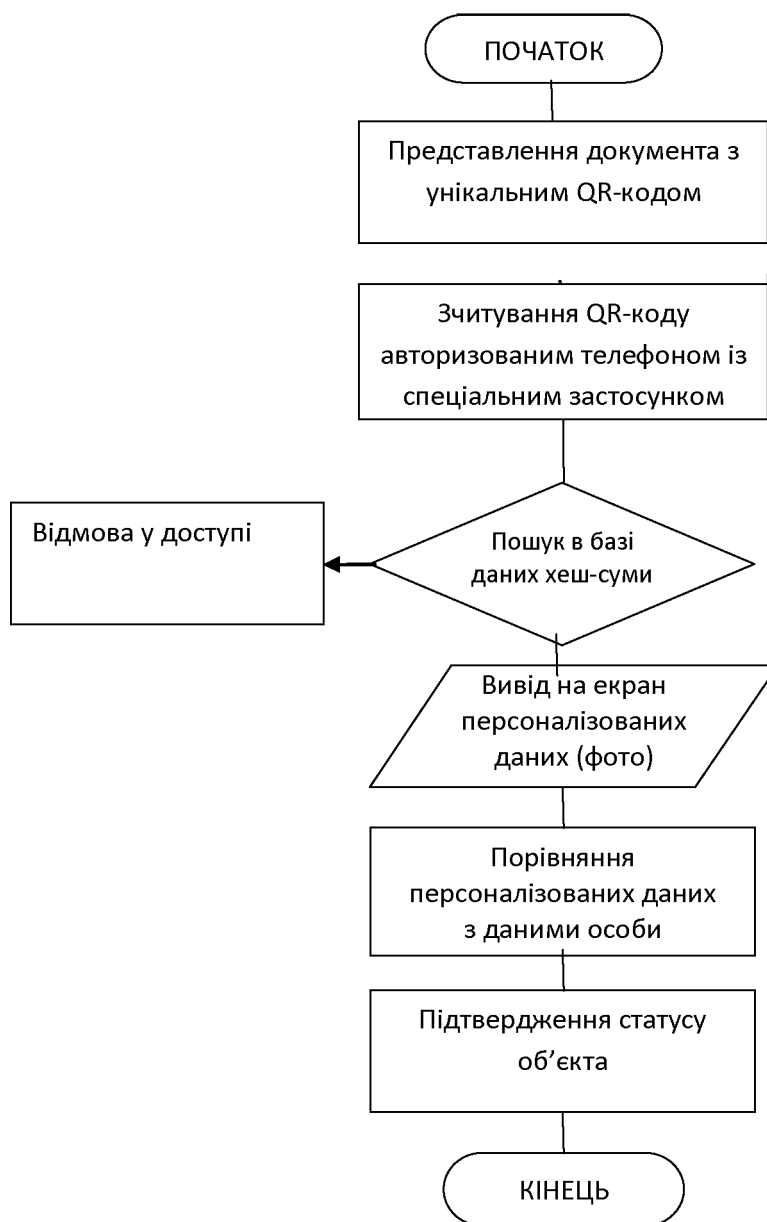 ПОЧАТОК
Представлення документа з
унікальним QR-кодом
Зчитування QR-коду
авторизованим телефоном із
спеціальним застосунком
Відмова у доступі
Пошук в базі
даних хеш-суми
Вивід на екран
персоналізованих
даних (фото)
Порівняння
персоналізованих даних
з даними особи
Підтвердження статусу
об’єкта
КІНЕЦЬ